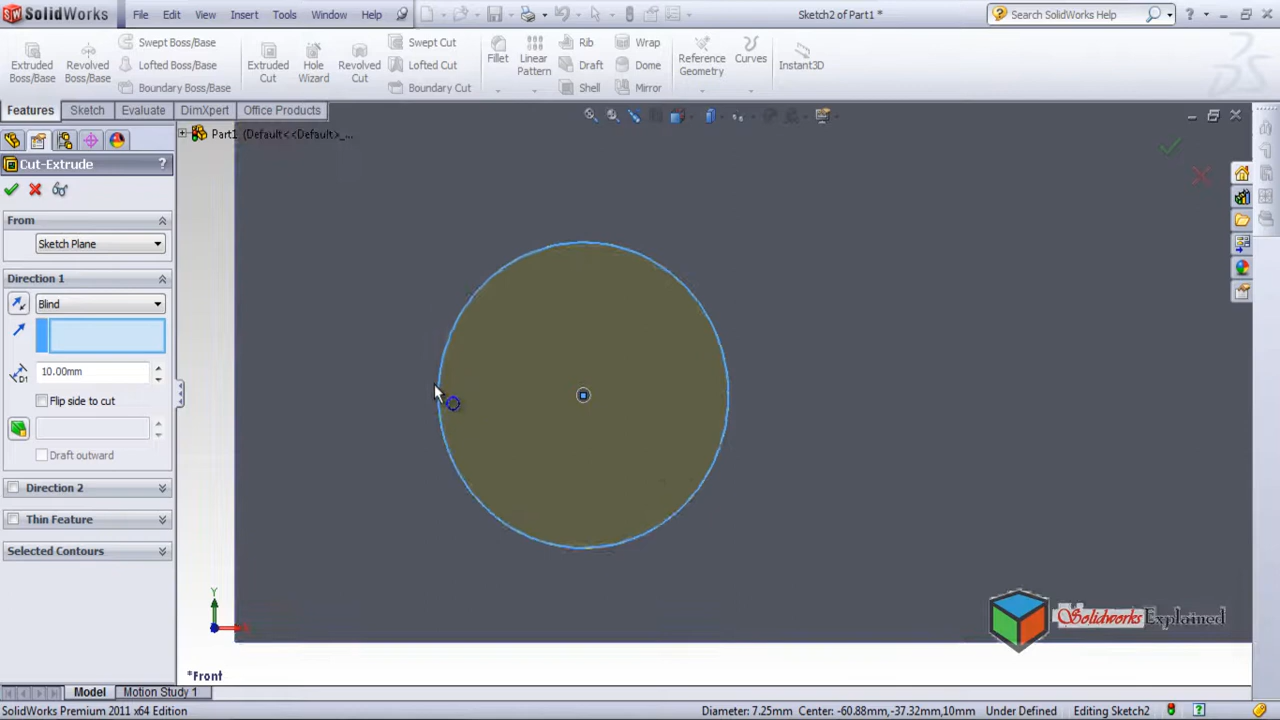 SolidWorks File Edit View Insert Tools Window Help Sketch2 of Part1 * Search SolidWorks Help
Extruded Boss/Base
Revolved Boss/Base
Swept Boss/Base
Lofted Boss/Base
Boundary Boss/Base
Extruded Cut
Hole Wizard
Revolved Cut
Swept Cut
Lofted Cut
Boundary Cut
Fillet
Linear Pattern
Rib
Draft
Shell
Wrap
Dome
Mirror
Reference Geometry
Curves
Instant3D
Features Sketch Evaluate DimXpert Office Products
Part1 (Default<<Default>_...
Cut-Extrude ?
From
Sketch Plane
Direction 1
Blind
D1 10.00mm
Flip side to cut
Draft outward
Direction 2
Thin Feature
Selected Contours
Y
X
Solidworks Explained
*Front
Model Motion Study 1
SolidWorks Premium 2011 x64 Edition Diameter: 7.25mm Center: -60.88mm,-37.32mm,10mm Under Defined Editing Sketch2